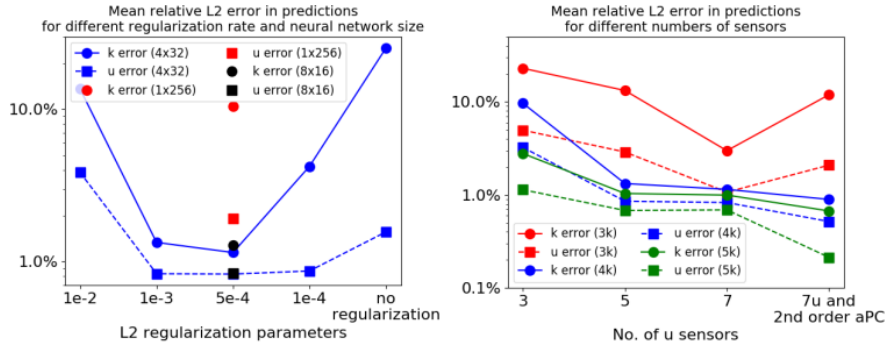 Mean relative L2 error in predictions
for different regularization rate and neural network size
k error (4x32)
u error (4x32)
k error (1x256)
u error (1x256)
k error (8x16)
u error (8x16)
10.0%
1.0%
1e-2
1e-3
5e-4
1e-4
no
regularization
L2 regularization parameters
Mean relative L2 error in predictions
for different numbers of sensors
10.0%
1.0%
0.1%
k error (3k)
u error (3k)
k error (4k)
u error (4k)
k error (5k)
u error (5k)
3
5
7
7u and
2nd order aPC
No. of u sensors